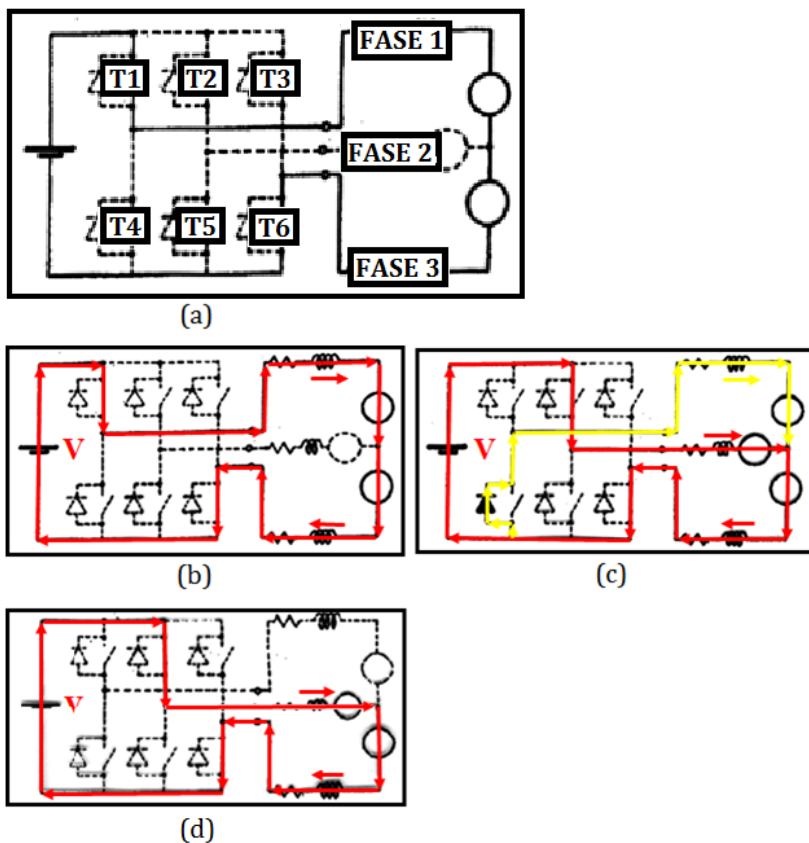 FASE 1
T1 T2 T3
FASE 2
T4 T5 T6
FASE 3
(a)
V
V
(b)
(c)
V
(d)